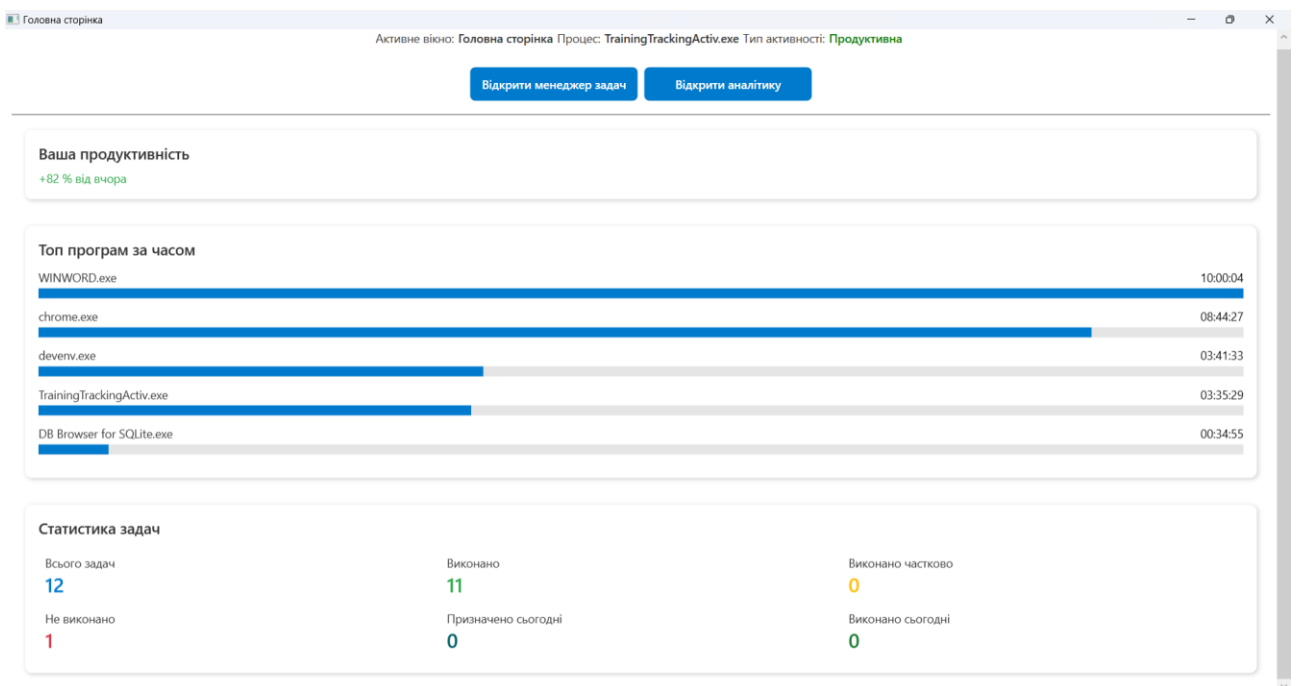 Головна сторінка
Активне вікно: Головна сторінка Процес: TrainingTrackingActiv.exe Тип активності: Продуктивна
Відкрити менеджер задач Відкрити аналітику
Ваша продуктивність
+82 % від вчора
Топ програм за часом
WINWORD.exe 10:00:04
chrome.exe 08:44:27
devenv.exe 03:41:33
TrainingTrackingActiv.exe 03:35:29
DB Browser for SQLite.exe 00:34:55
Статистика задач
Всього задач Виконано Виконано частково
12 11 0
Не виконано Призначено сьогодні Виконано сьогодні
1 0 0